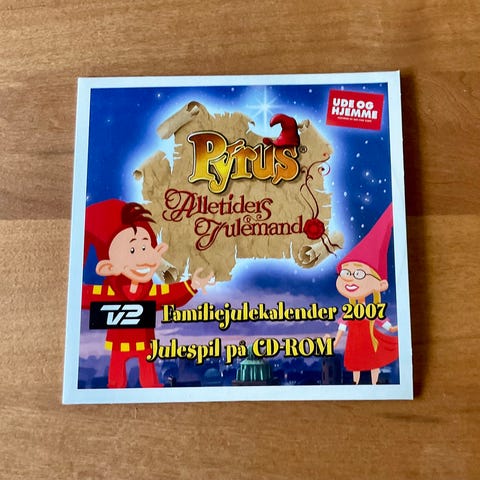 UDE OG
HJEMME
Pyrus
Alletiders
Julemand
TV2
Familiejulekalender 2007
Julespil på CD-ROM